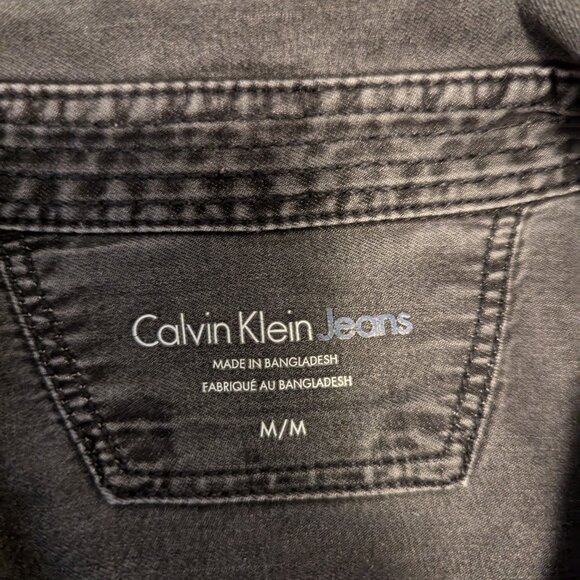 Calvin Klein Jeans
MADE IN BANGLADESH
FABRIQUÉ AU BANGLADESH
M/M